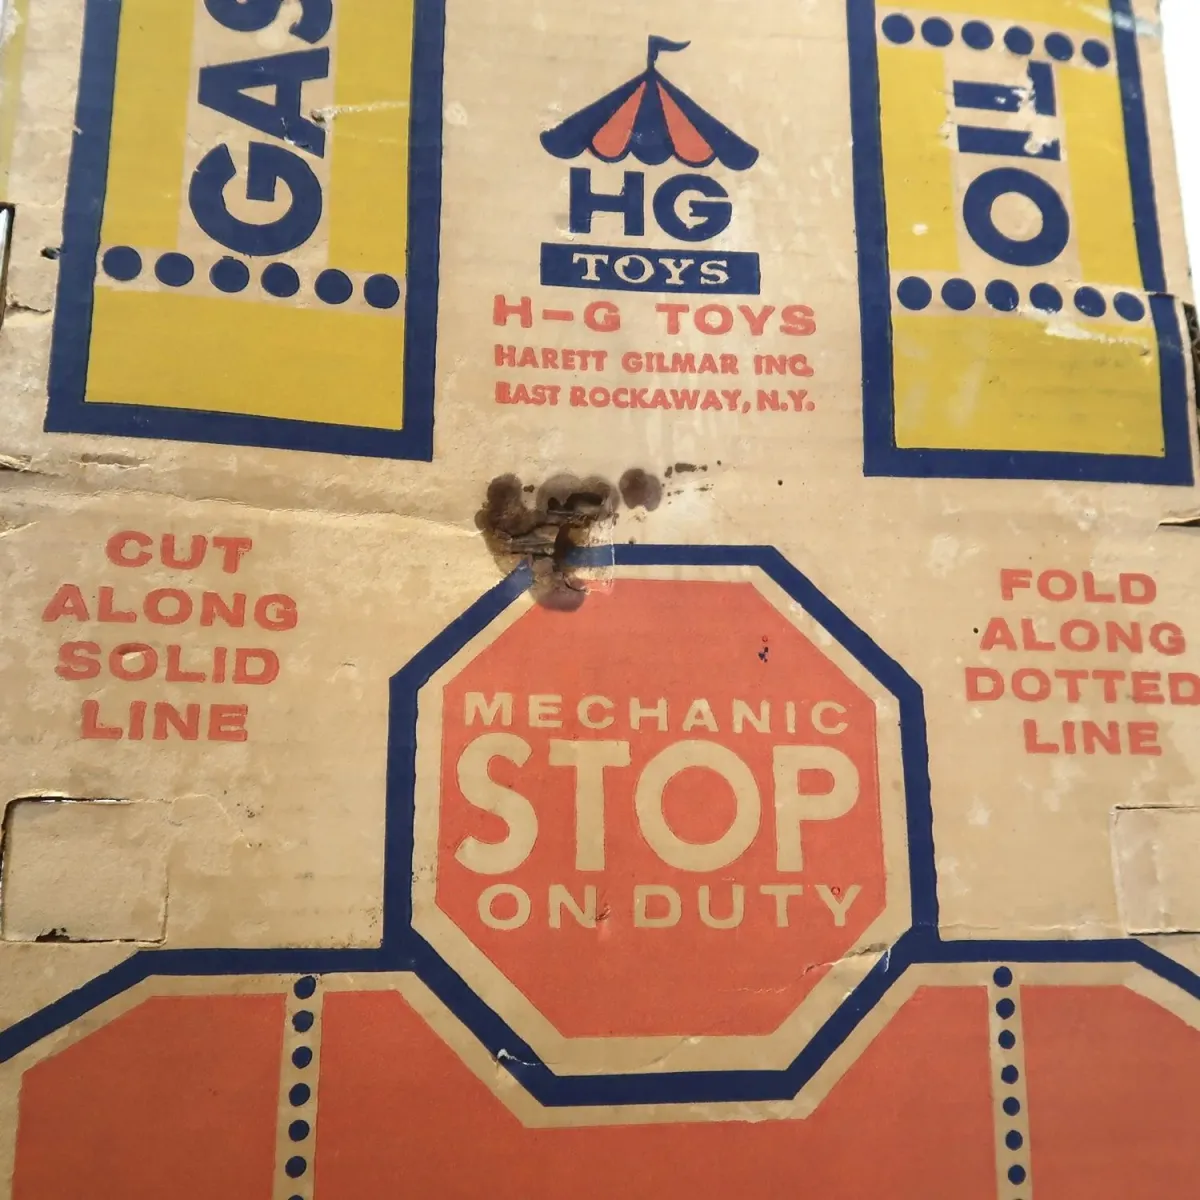 GAS
OIL
HG
TOYS
H-G TOYS
HARETT GILMAR INC.
EAST ROCKAWAY, N.Y.
CUT
ALONG
SOLID
LINE
FOLD
ALONG
DOTTED
LINE
MECHANIC
STOP
ON DUTY